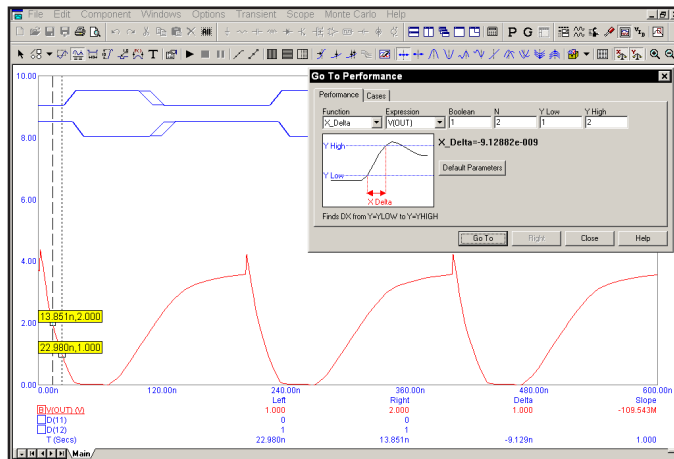 File Edit Component Windows Options Transient Scope Monte Carlo Help
P G
Go To Performance
Performance Cases
Function Expression Boolean N Y Low Y High
X_Delta V(OUT) 1 2 1 2
Y High
Y Low
X Delta
X_Delta=-9.12882e-009
Default Parameters
Finds DX from Y=YLOW to Y=YHIGH
Go To Right Close Help
10.00
8.00
6.00
4.00
2.00
0.00
13.851n,2.000
22.980n,1.000
0.00n 120.00n 240.00n 360.00n 480.00n 600.00n
Left Right Delta Slope
V(OUT) (V) 1.000 2.000 1.000 -109.543M
D(11) 0 0
D(12) 1 1
T (Secs) 22.980n 13.851n -9.129n 1.000
Main